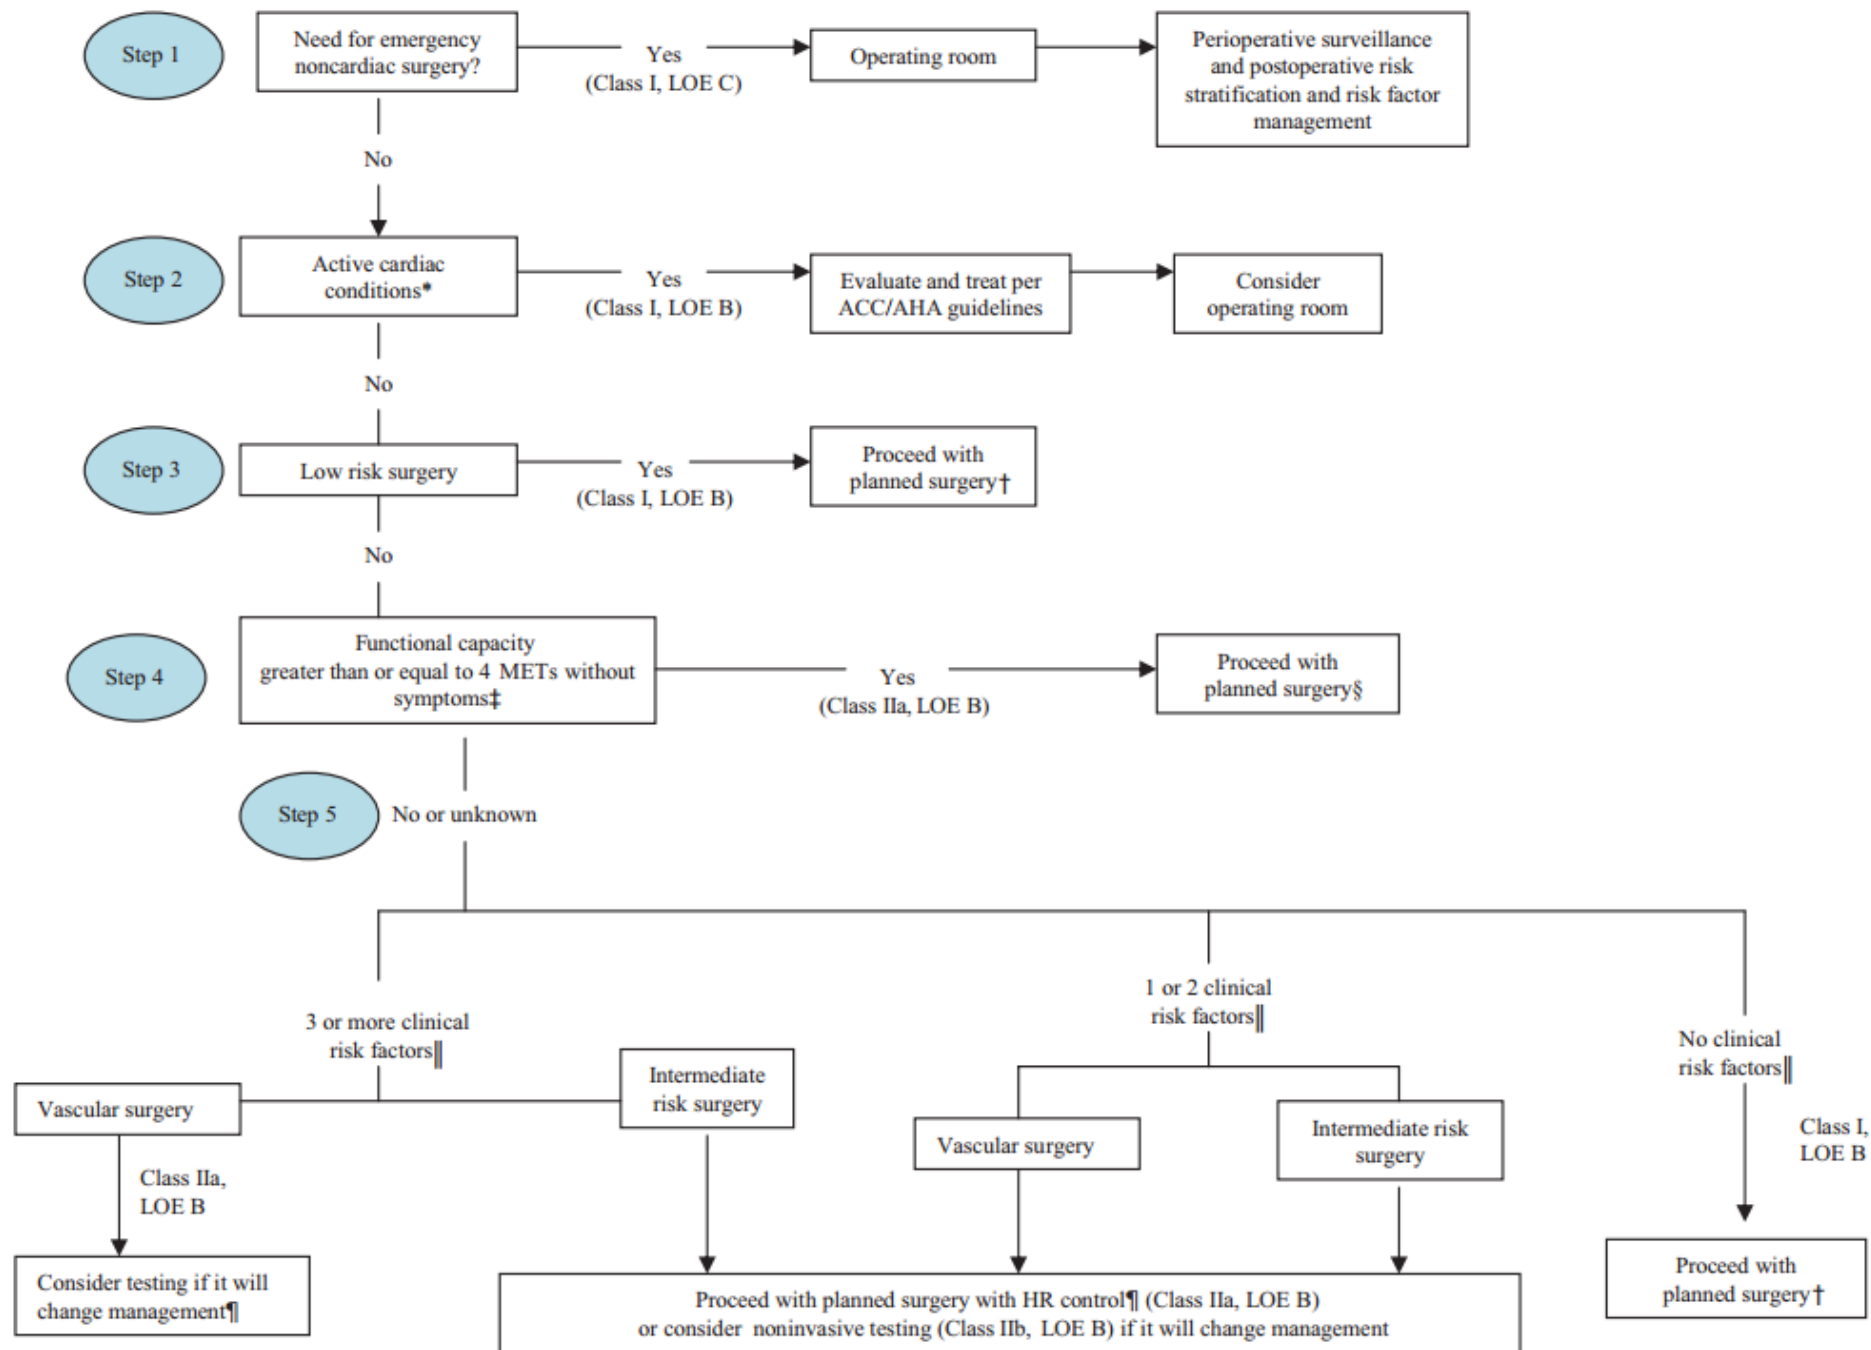 Step 1
Need for emergency
noncardiac surgery?
Yes
(Class I, LOE C)
Operating room
Perioperative surveillance
and postoperative risk
stratification and risk factor
management
No
Step 2
Active cardiac
conditions*
Yes
(Class I, LOE B)
Evaluate and treat per
ACC/AHA guidelines
Consider
operating room
No
Step 3
Low risk surgery
Yes
(Class I, LOE B)
Proceed with
planned surgery†
No
Step 4
Functional capacity
greater than or equal to 4 METs without
symptoms‡
Yes
(Class IIa, LOE B)
Proceed with
planned surgery§
Step 5
No or unknown
3 or more clinical
risk factors‖
Vascular surgery
Class IIa,
LOE B
Consider testing if it will
change management¶
Intermediate
risk surgery
1 or 2 clinical
risk factors‖
Vascular surgery
Intermediate risk
surgery
Proceed with planned surgery with HR control¶ (Class IIa, LOE B)
or consider noninvasive testing (Class IIb, LOE B) if it will change management
No clinical
risk factors‖
Class I,
LOE B
Proceed with
planned surgery†